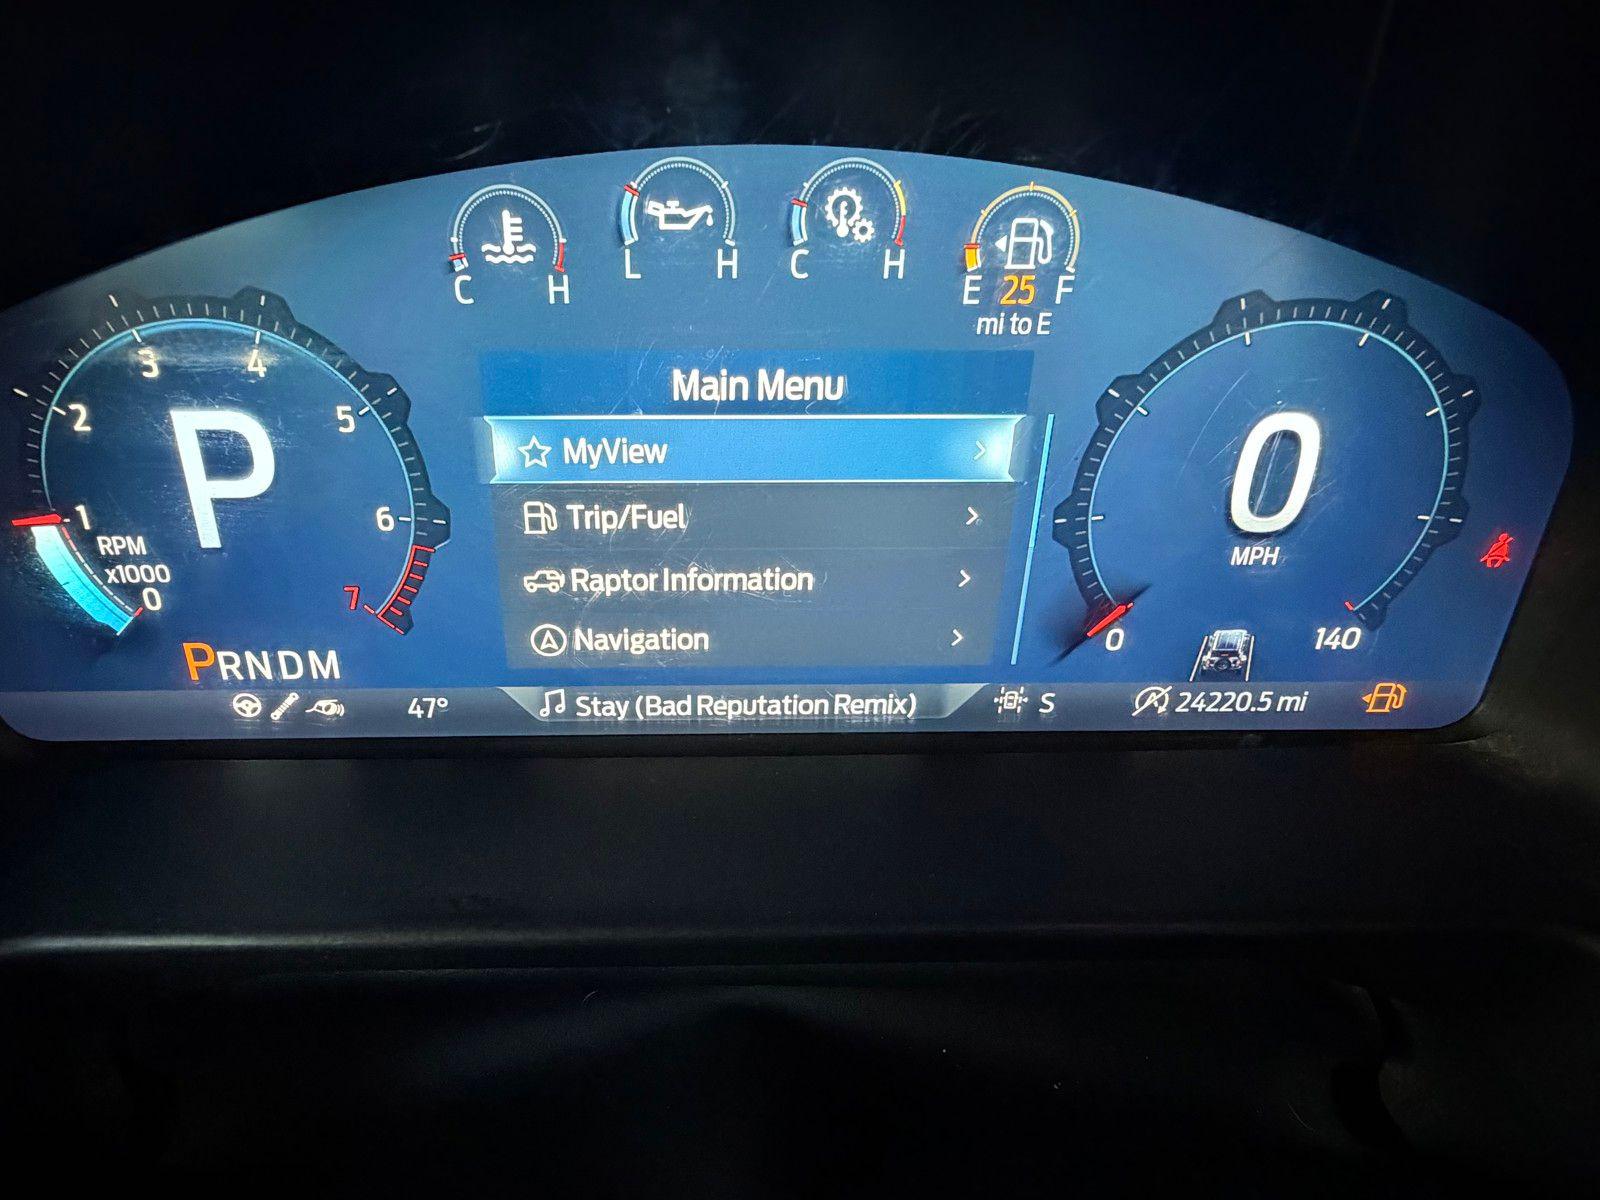 C H
L H
C H
E 25 F
mi to E
Main Menu
MyView
Trip/Fuel
Raptor Information
Navigation
0 1 2 3 4 5 6 7
RPM
x1000
P
PRNDM
0
MPH
0 140
47°
Stay (Bad Reputation Remix)
S
24220.5 mi